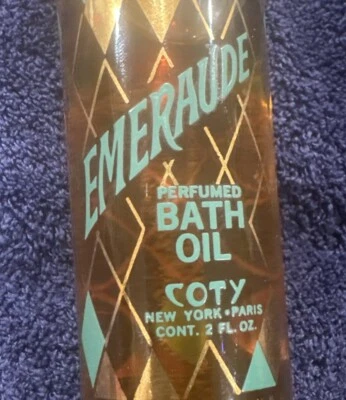 EMERAUDE
PERFUMED
BATH
OIL
COTY
NEW YORK • PARIS
CONT. 2 FL. OZ.